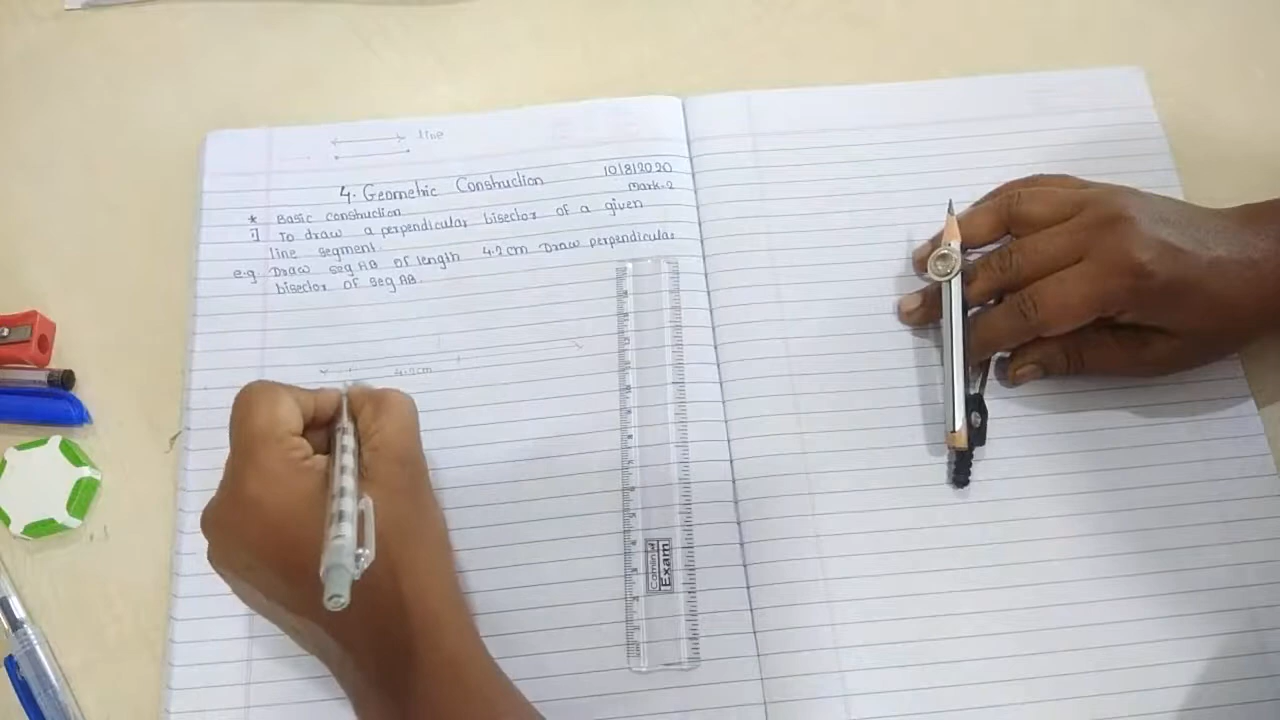 line
4. Geometric Construction 10/8/2020
Mark-2
* Basic construction
i] To draw a perpendicular bisector of a given
line segment.
e.g. Draw seg AB of length 4.2 cm Draw perpendicular
bisector of seg AB.
4.2cm
Exam